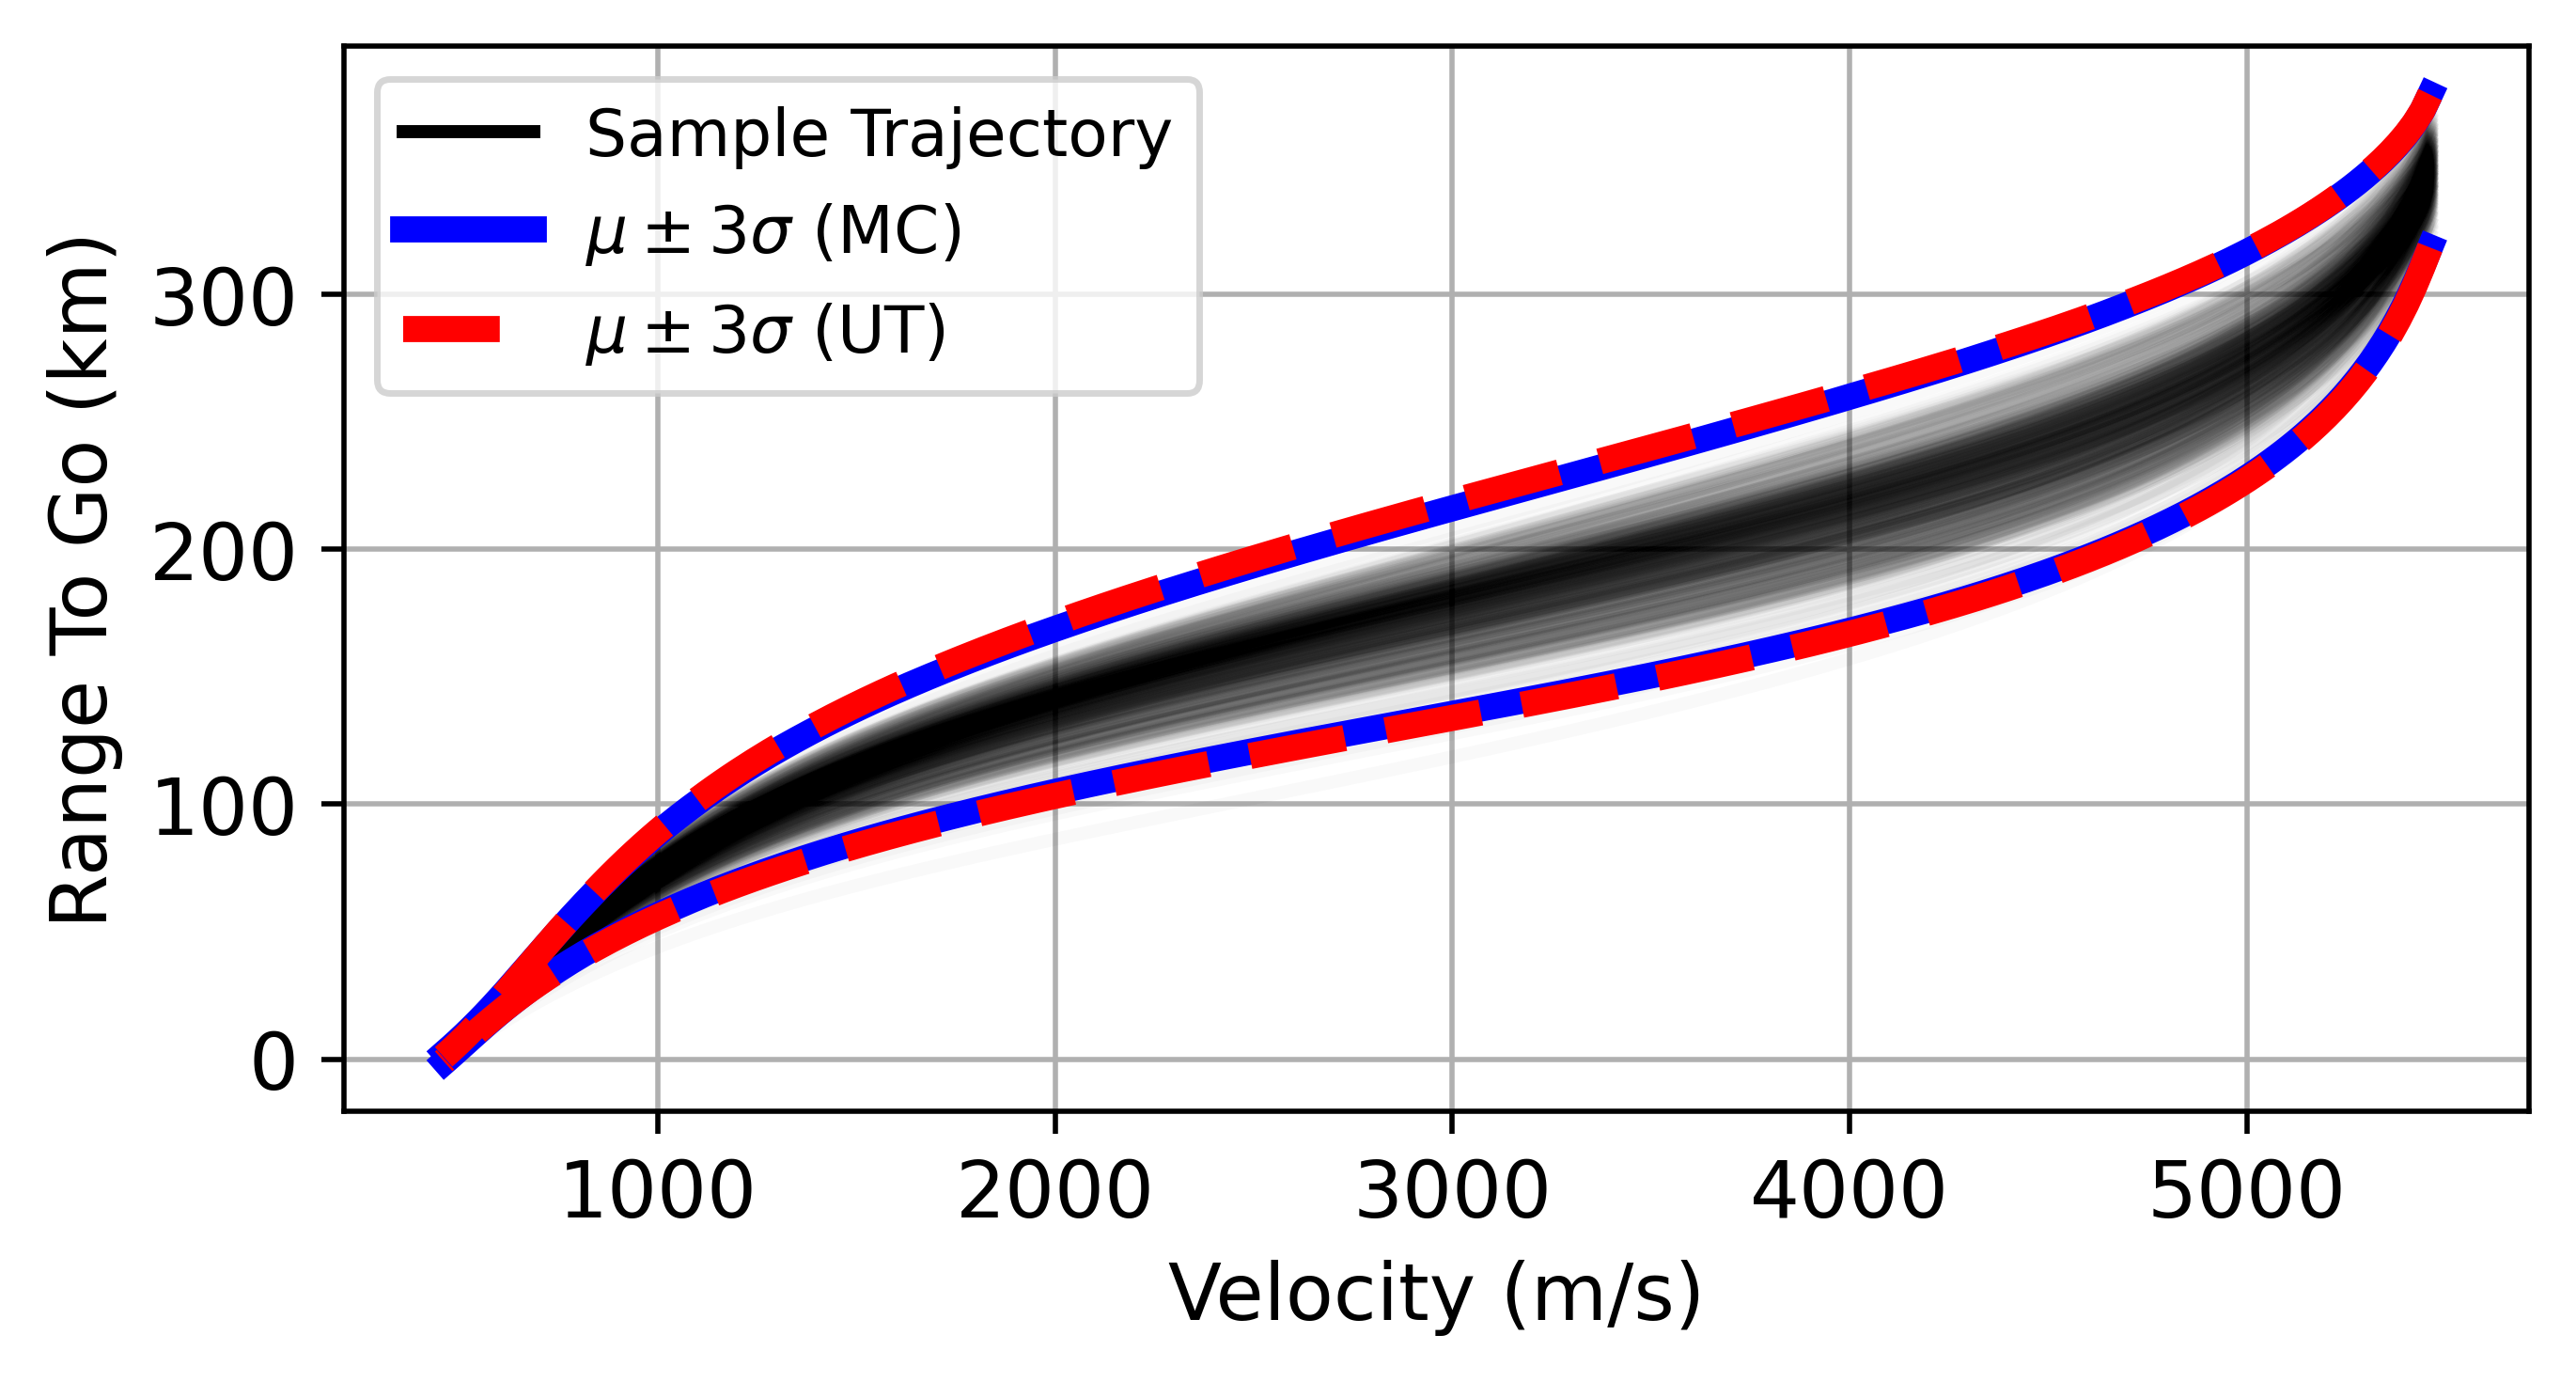 Sample Trajectory
μ ± 3σ (MC)
μ ± 3σ (UT)
Range To Go (km)
300
200
100
0
1000 2000 3000 4000 5000
Velocity (m/s)